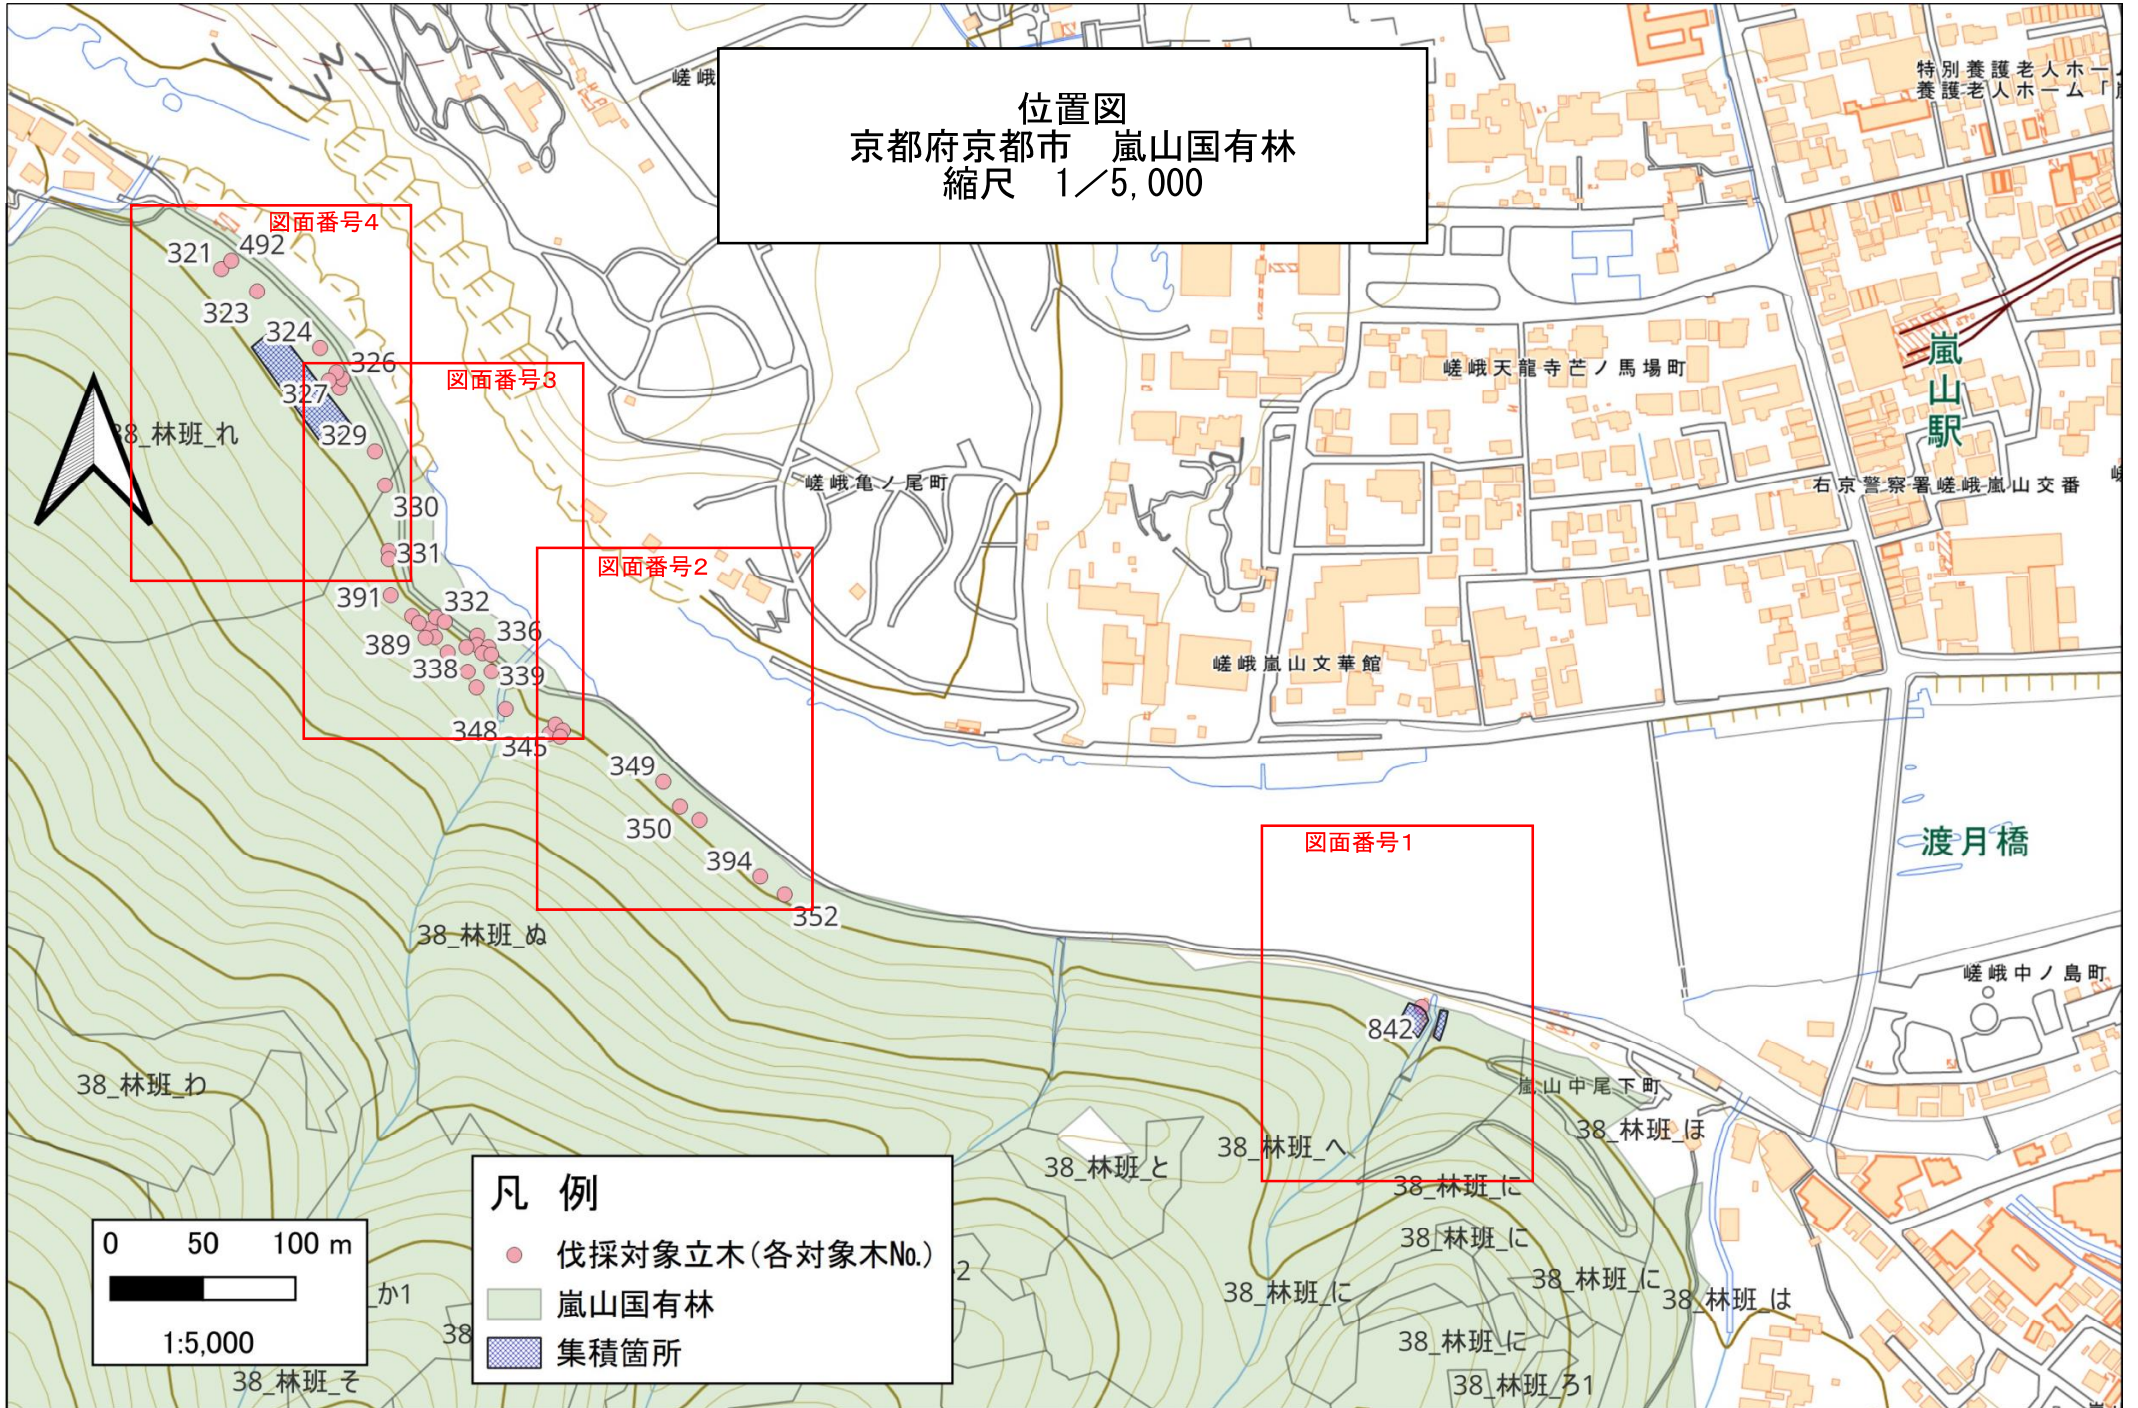 位置図
京都府京都市　嵐山国有林
縮尺　1／5,000
嵯峨
特別養護老人ホー
養護老人ホーム「
図面番号4
492
321
323
324
326
図面番号3
327
329
38_林班_れ
330
331
嵯峨亀ノ尾町
嵯峨天龍寺芒ノ馬場町
嵐山駅
右京警察署嵯峨嵐山交番
図面番号2
391
332
336
389
338
339
348
345
嵯峨嵐山文華館
349
350
394
352
図面番号1
渡月橋
38_林班_ぬ
嵯峨中ノ島町
842
嵐山中尾下町
38_林班_わ
38_林班_ほ
38_林班_と
38_林班_へ
38_林班_に
38_林班_に
38_林班_に
38_林班_に
38_林班_は
38_林班_に
38_林班_ろ1
凡 例
伐採対象立木(各対象木№.)
嵐山国有林
集積箇所
2
38
_か1
0 50 100 m
1:5,000
38_林班_そ